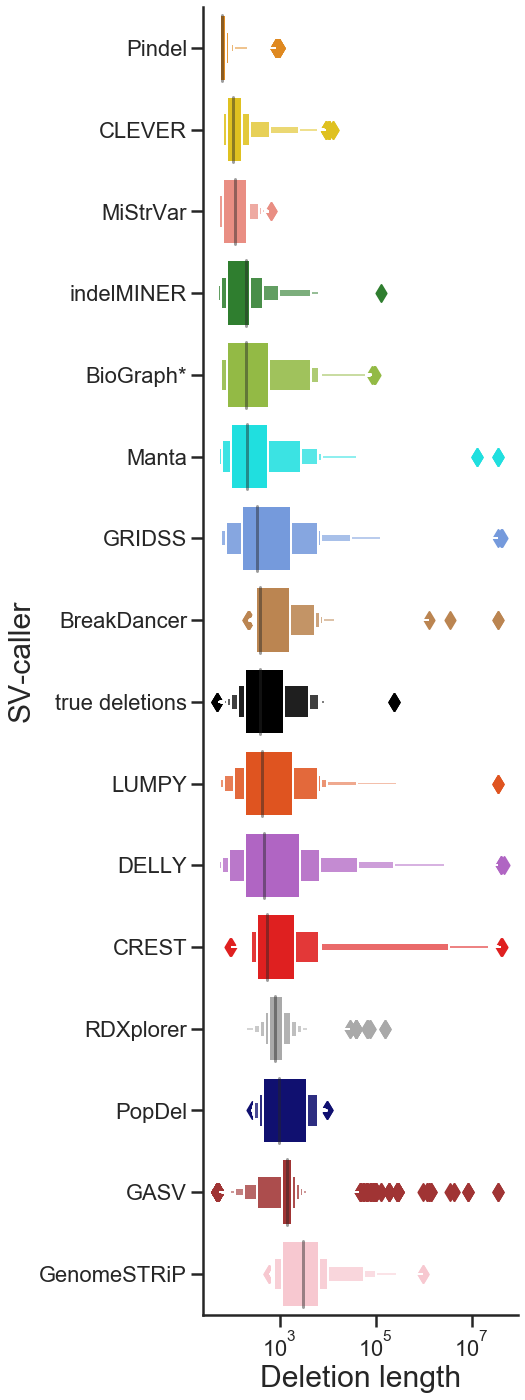 Pindel
CLEVER
MiStrVar
indelMINER
BioGraph*
Manta
GRIDSS
BreakDancer
SV-caller
true deletions
LUMPY
DELLY
CREST
RDXplorer
PopDel
GASV
GenomeSTRiP
10³ 10⁵ 10⁷
Deletion length